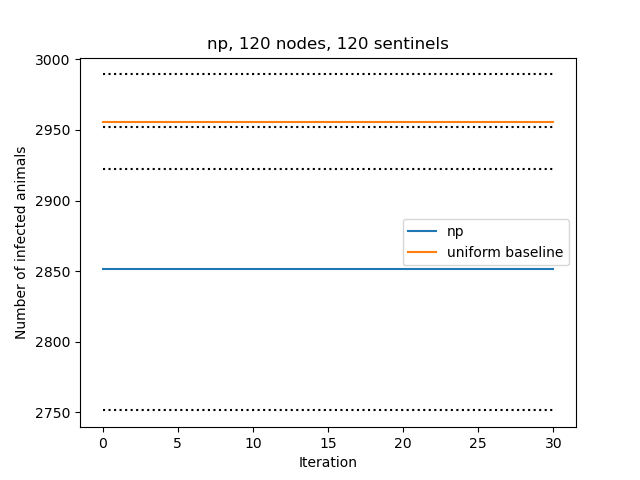 np, 120 nodes, 120 sentinels
3000
2950
2900
2850
2800
2750
Number of infected animals
np
uniform baseline
0 5 10 15 20 25 30
Iteration